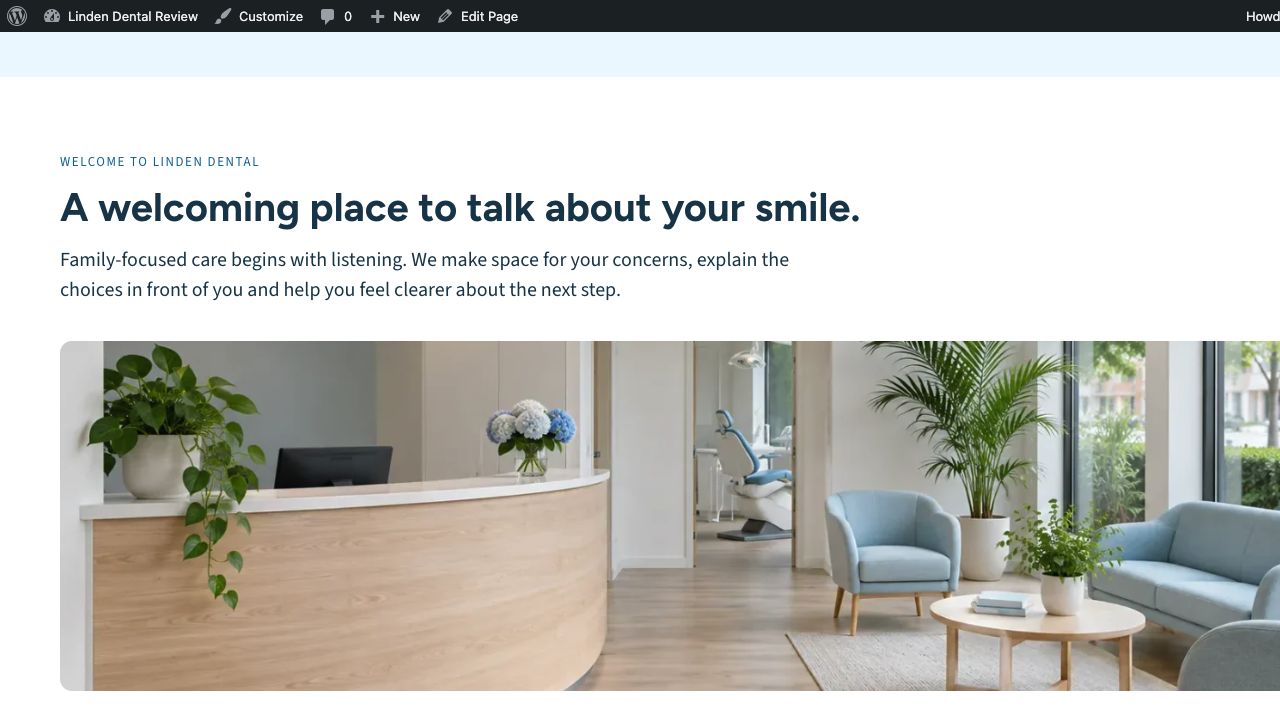 Linden Dental Review
Customize
0
New
Edit Page
Howd
WELCOME TO LINDEN DENTAL
A welcoming place to talk about your smile.
Family-focused care begins with listening. We make space for your concerns, explain the
choices in front of you and help you feel clearer about the next step.